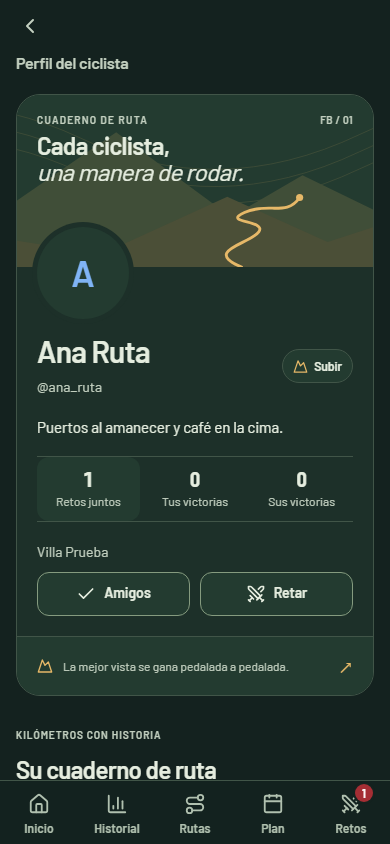 Perfil del ciclista
CUADERNO DE RUTA
FB / 01
Cada ciclista,
una manera de rodar.
A
Ana Ruta
@ana_ruta
Subir
Puertos al amanecer y café en la cima.
1
Retos juntos
0
Tus victorias
0
Sus victorias
Villa Prueba
Amigos
Retar
La mejor vista se gana pedalada a pedalada.
KILÓMETROS CON HISTORIA
Su cuaderno de ruta
1
Inicio
Historial
Rutas
Plan
Retos